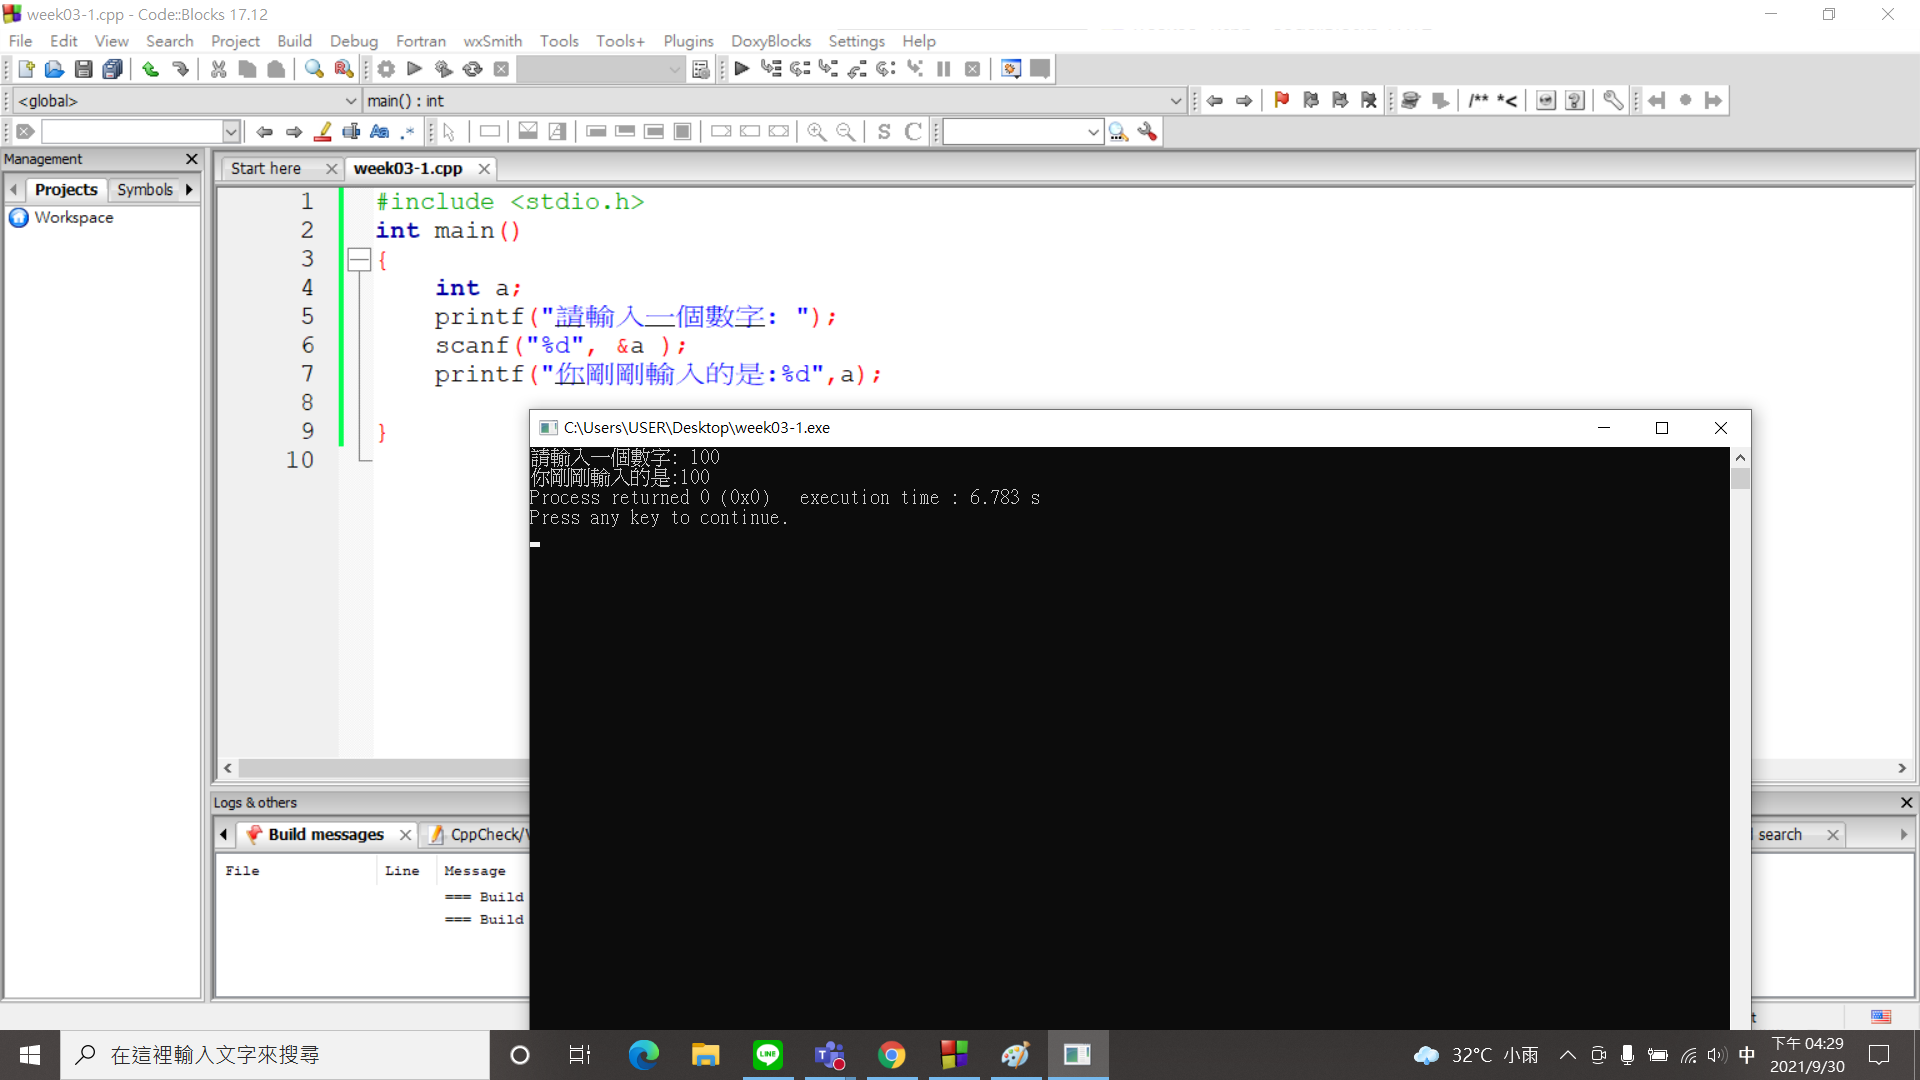 week03-1.cpp - Code::Blocks 17.12
File Edit View Search Project Build Debug Fortran wxSmith Tools Tools+ Plugins DoxyBlocks Settings Help
<global> main() : int
/** *<
Aa .*
S C
Management
Start here week03-1.cpp
Projects Symbols
Workspace
1 #include <stdio.h>
2 int main()
3 {
4 int a;
5 printf("請輸入一個數字: ");
6 scanf("%d", &a );
7 printf("你剛剛輸入的是:%d",a);
8
9 }
10
C:\Users\USER\Desktop\week03-1.exe
請輸入一個數字: 100
你剛剛輸入的是:100
Process returned 0 (0x0) execution time : 6.783 s
Press any key to continue.
Logs & others
Build messages CppCheck/ search
File Line Message
=== Build
=== Build
在這裡輸入文字來搜尋
LINE
32°C 小雨
中
下午 04:29
2021/9/30